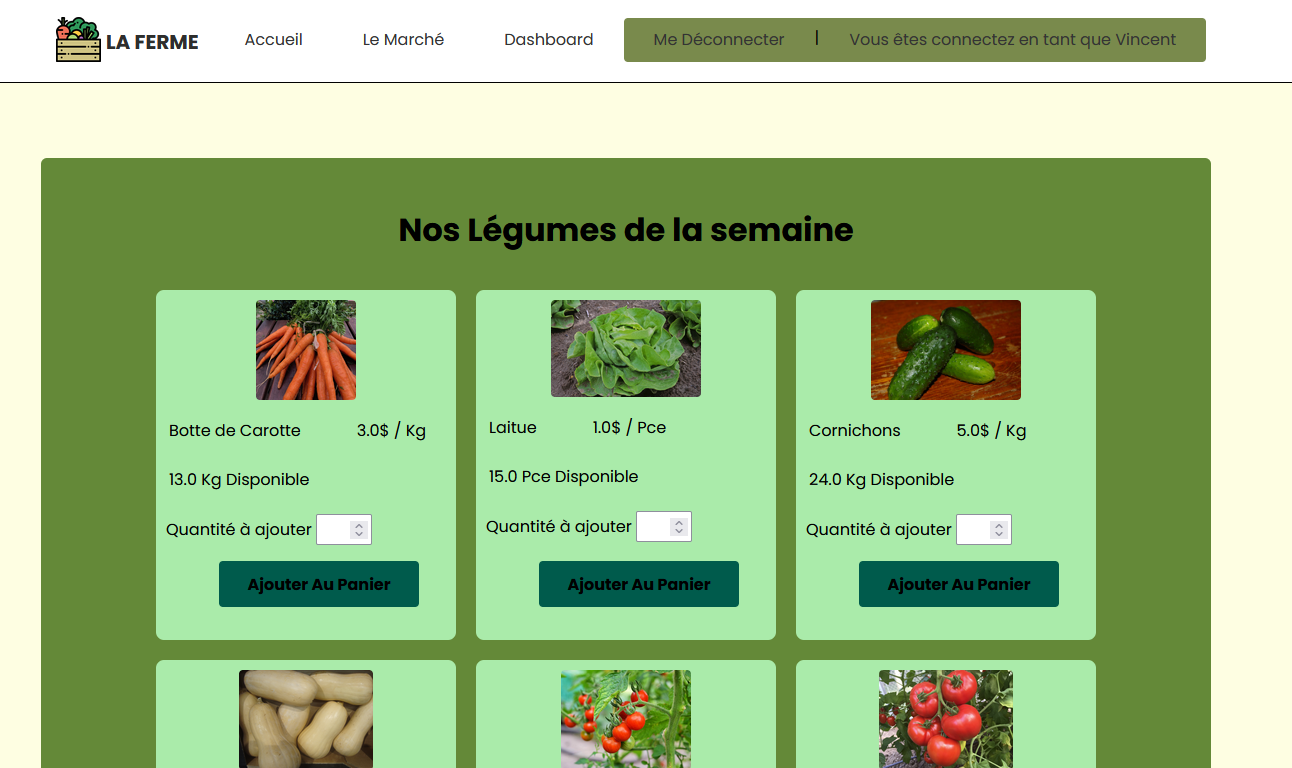 LA FERME
Accueil
Le Marché
Dashboard
Me Déconnecter
|
Vous êtes connectez en tant que Vincent
Nos Légumes de la semaine
Botte de Carotte 3.0$ / Kg
13.0 Kg Disponible
Quantité à ajouter
Ajouter Au Panier
Laitue 1.0$ / Pce
15.0 Pce Disponible
Quantité à ajouter
Ajouter Au Panier
Cornichons 5.0$ / Kg
24.0 Kg Disponible
Quantité à ajouter
Ajouter Au Panier